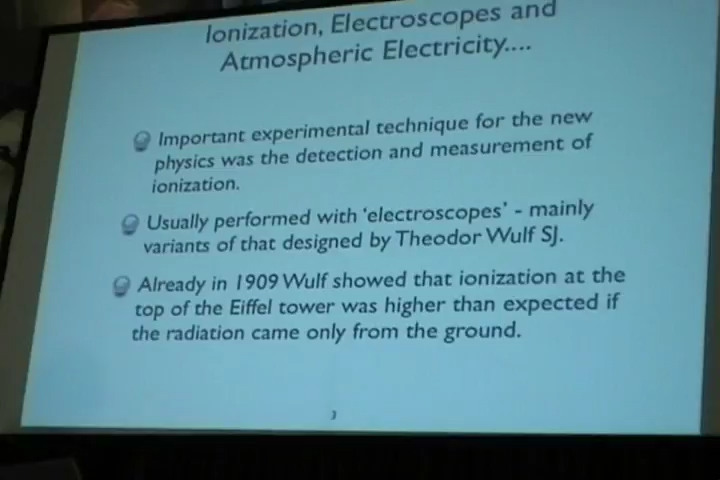 Ionization, Electroscopes and
Atmospheric Electricity....
Important experimental technique for the new
physics was the detection and measurement of
ionization.
Usually performed with ‘electroscopes’ - mainly
variants of that designed by Theodor Wulf SJ.
Already in 1909 Wulf showed that ionization at the
top of the Eiffel tower was higher than expected if
the radiation came only from the ground.
3